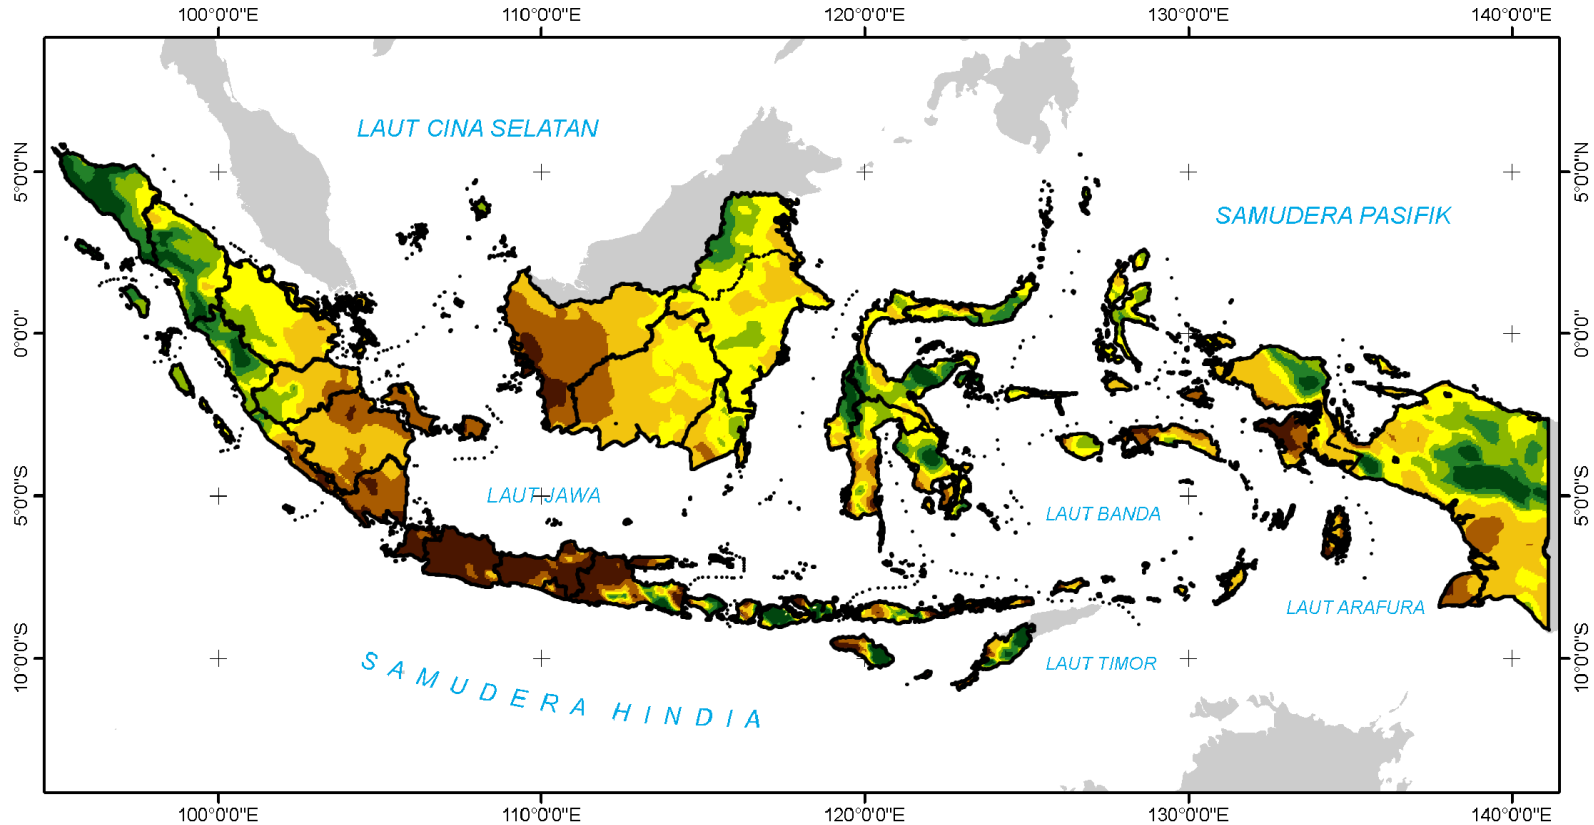 100°0'0"E 110°0'0"E 120°0'0"E 130°0'0"E 140°0'0"E
LAUT CINA SELATAN
5°0'0"N 5°0'0"N
SAMUDERA PASIFIK
0°0'0" 0°0'0"
LAUT JAWA
5°0'0"S 5°0'0"S
LAUT BANDA
LAUT ARAFURA
10°0'0"S 10°0'0"S
LAUT TIMOR
SAMUDERA HINDIA
100°0'0"E 110°0'0"E 120°0'0"E 130°0'0"E 140°0'0"E